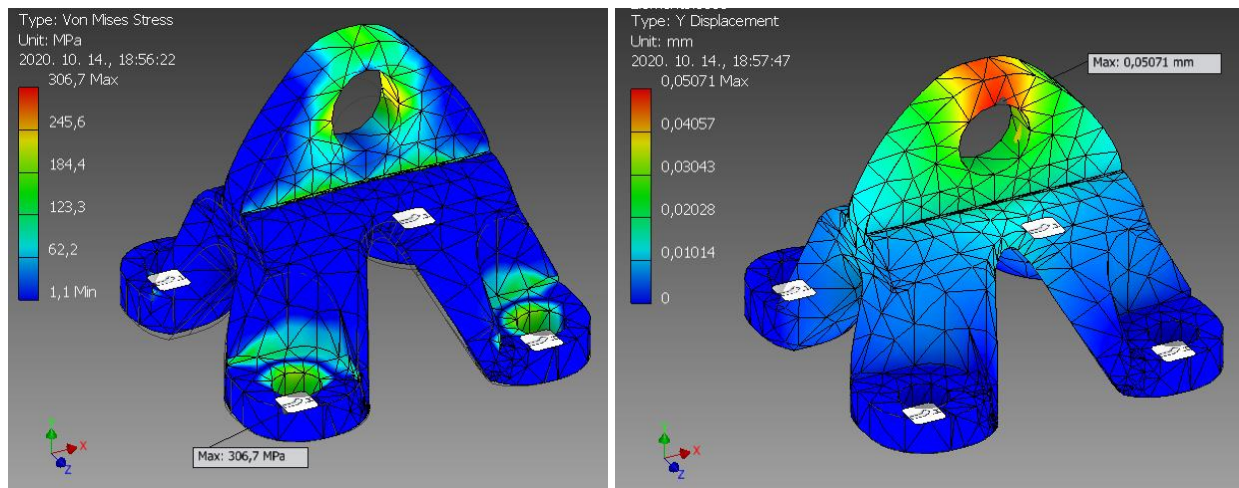 Type: Von Mises Stress
Unit: MPa
2020. 10. 14., 18:56:22
306,7 Max
245,6
184,4
123,3
62,2
1,1 Min
Max: 306,7 MPa
Y
X
Z
Type: Y Displacement
Unit: mm
2020. 10. 14., 18:57:47
0,05071 Max
0,04057
0,03043
0,02028
0,01014
0
Max: 0,05071 mm
Y
X
Z